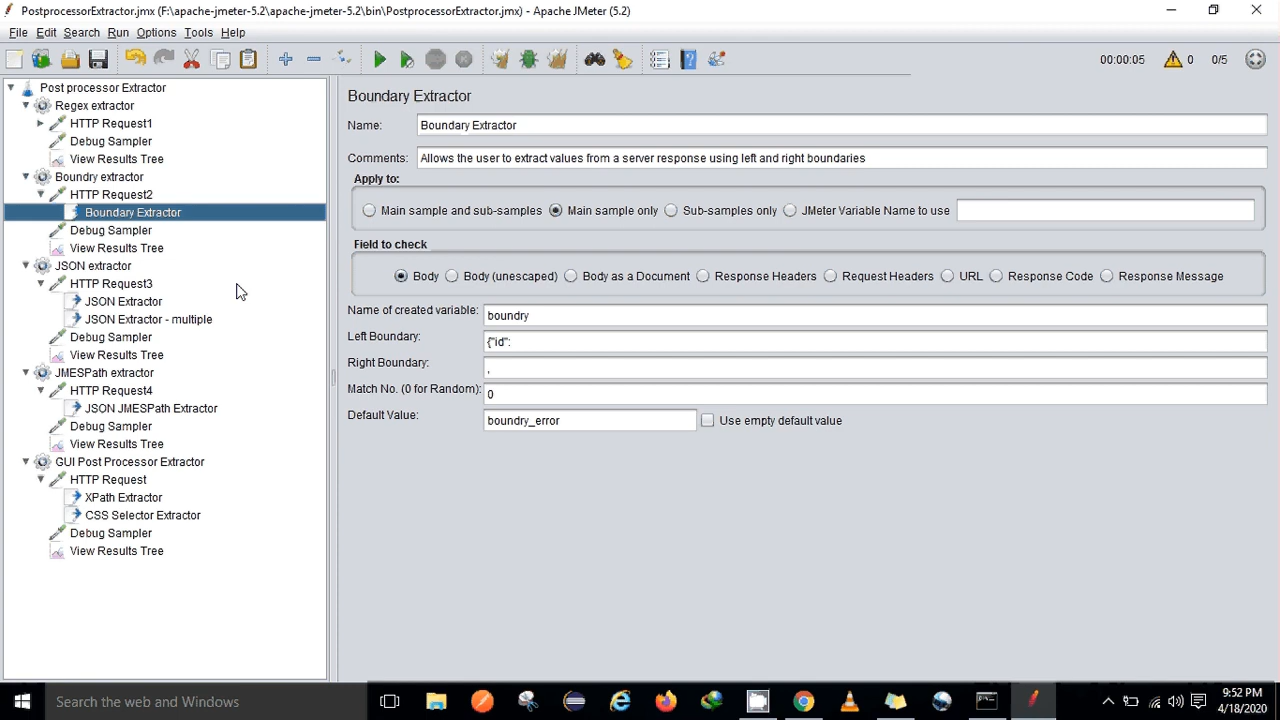 PostprocessorExtractor.jmx (F:\apache-jmeter-5.2\apache-jmeter-5.2\bin\PostprocessorExtractor.jmx) - Apache JMeter (5.2)
File Edit Search Run Options Tools Help
00:00:05 0 0/5
Post processor Extractor
Regex extractor
HTTP Request1
Debug Sampler
View Results Tree
Boundry extractor
HTTP Request2
Boundary Extractor
Debug Sampler
View Results Tree
JSON extractor
HTTP Request3
JSON Extractor
JSON Extractor - multiple
Debug Sampler
View Results Tree
JMESPath extractor
HTTP Request4
JSON JMESPath Extractor
Debug Sampler
View Results Tree
GUI Post Processor Extractor
HTTP Request
XPath Extractor
CSS Selector Extractor
Debug Sampler
View Results Tree
Boundary Extractor
Name: Boundary Extractor
Comments: Allows the user to extract values from a server response using left and right boundaries
Apply to:
Main sample and sub-samples Main sample only Sub-samples only JMeter Variable Name to use
Field to check
Body Body (unescaped) Body as a Document Response Headers Request Headers URL Response Code Response Message
Name of created variable: boundry
Left Boundary: {"id":
Right Boundary: ,
Match No. (0 for Random): 0
Default Value: boundry_error Use empty default value
Search the web and Windows
9:52 PM
4/18/2020